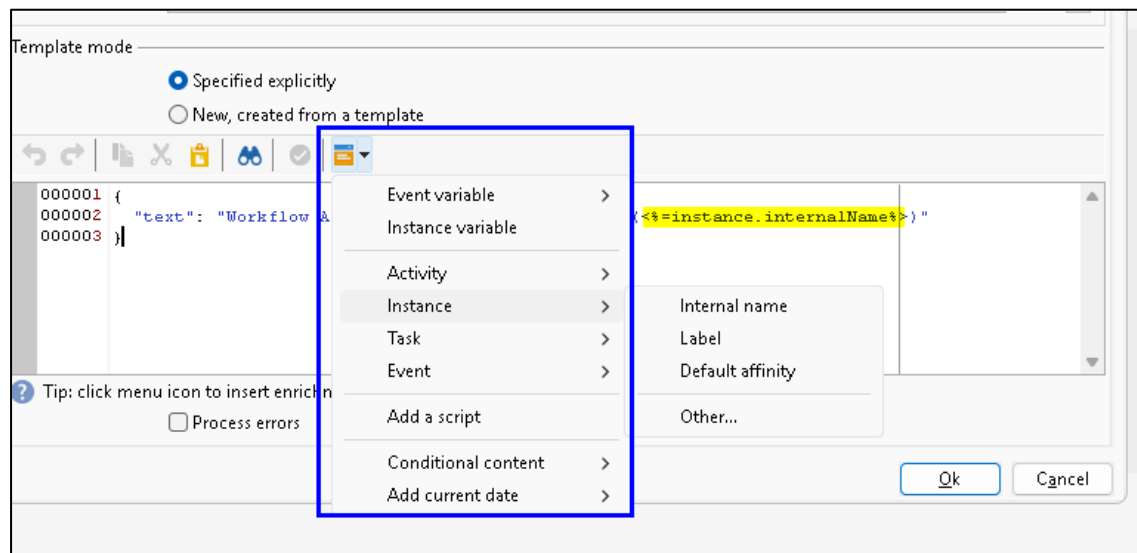 Template mode
Specified explicitly
New, created from a template
000001 {
000002 "text": "Workflow A (<%=instance.internalName%>)"
000003 }
Event variable
Instance variable
Activity
Instance
Task
Event
Add a script
Conditional content
Add current date
Internal name
Label
Default affinity
Other...
Tip: click menu icon to insert
Process errors
Ok
Cancel